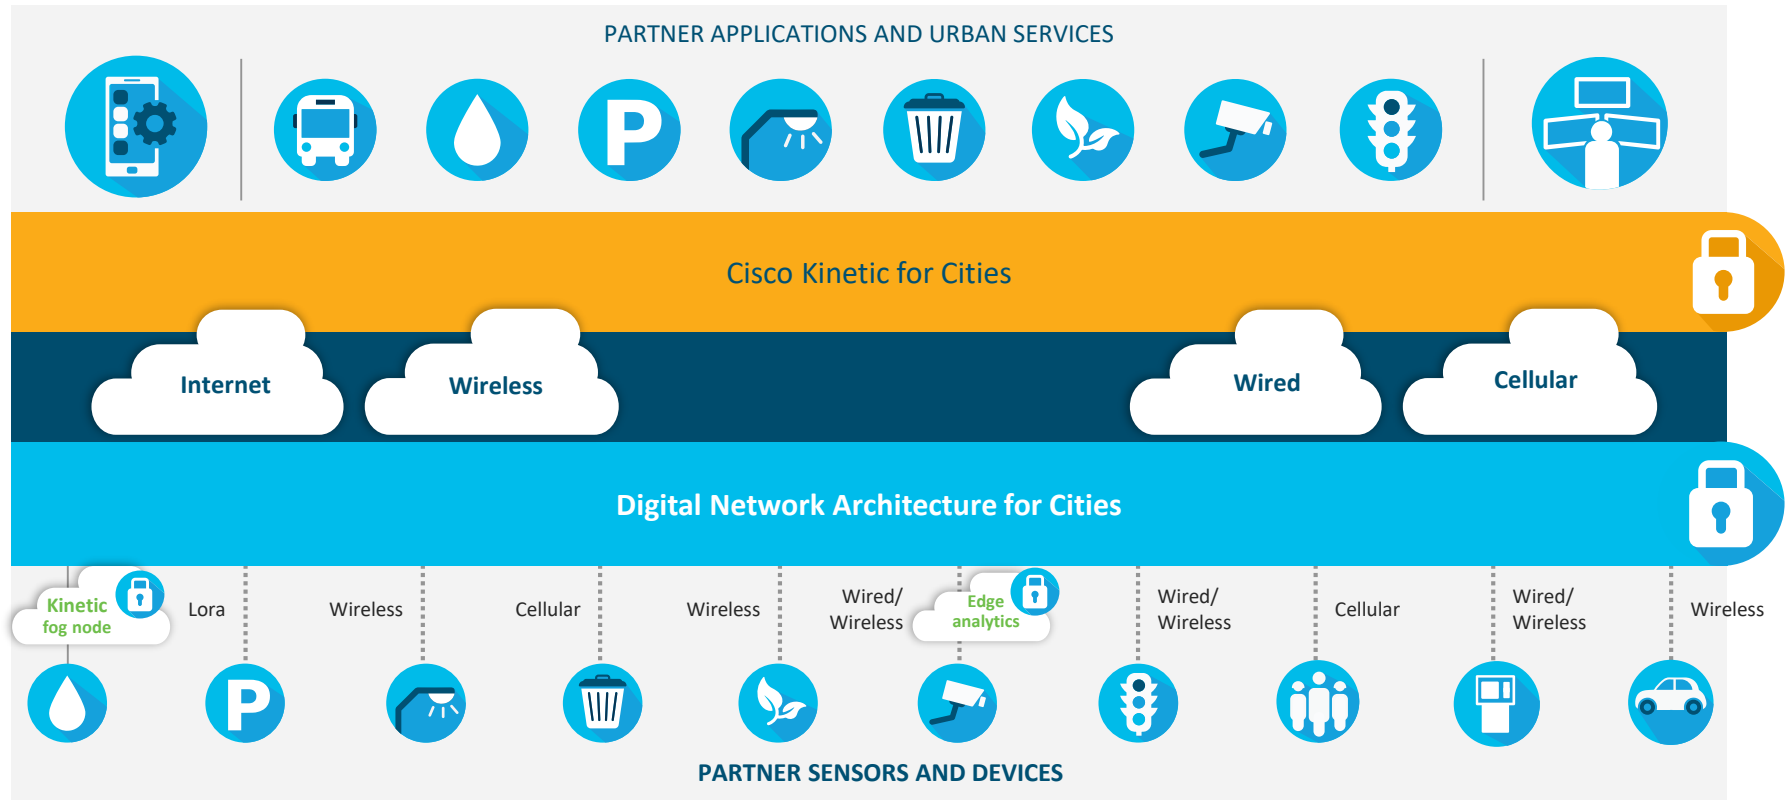 PARTNER APPLICATIONS AND URBAN SERVICES
P
Cisco Kinetic for Cities
Internet
Wireless
Wired
Cellular
Digital Network Architecture for Cities
Kinetic
fog node
Lora
Wireless
Cellular
Wireless
Wired/
Wireless
Edge
analytics
Wired/
Wireless
Cellular
Wired/
Wireless
Wireless
P
PARTNER SENSORS AND DEVICES